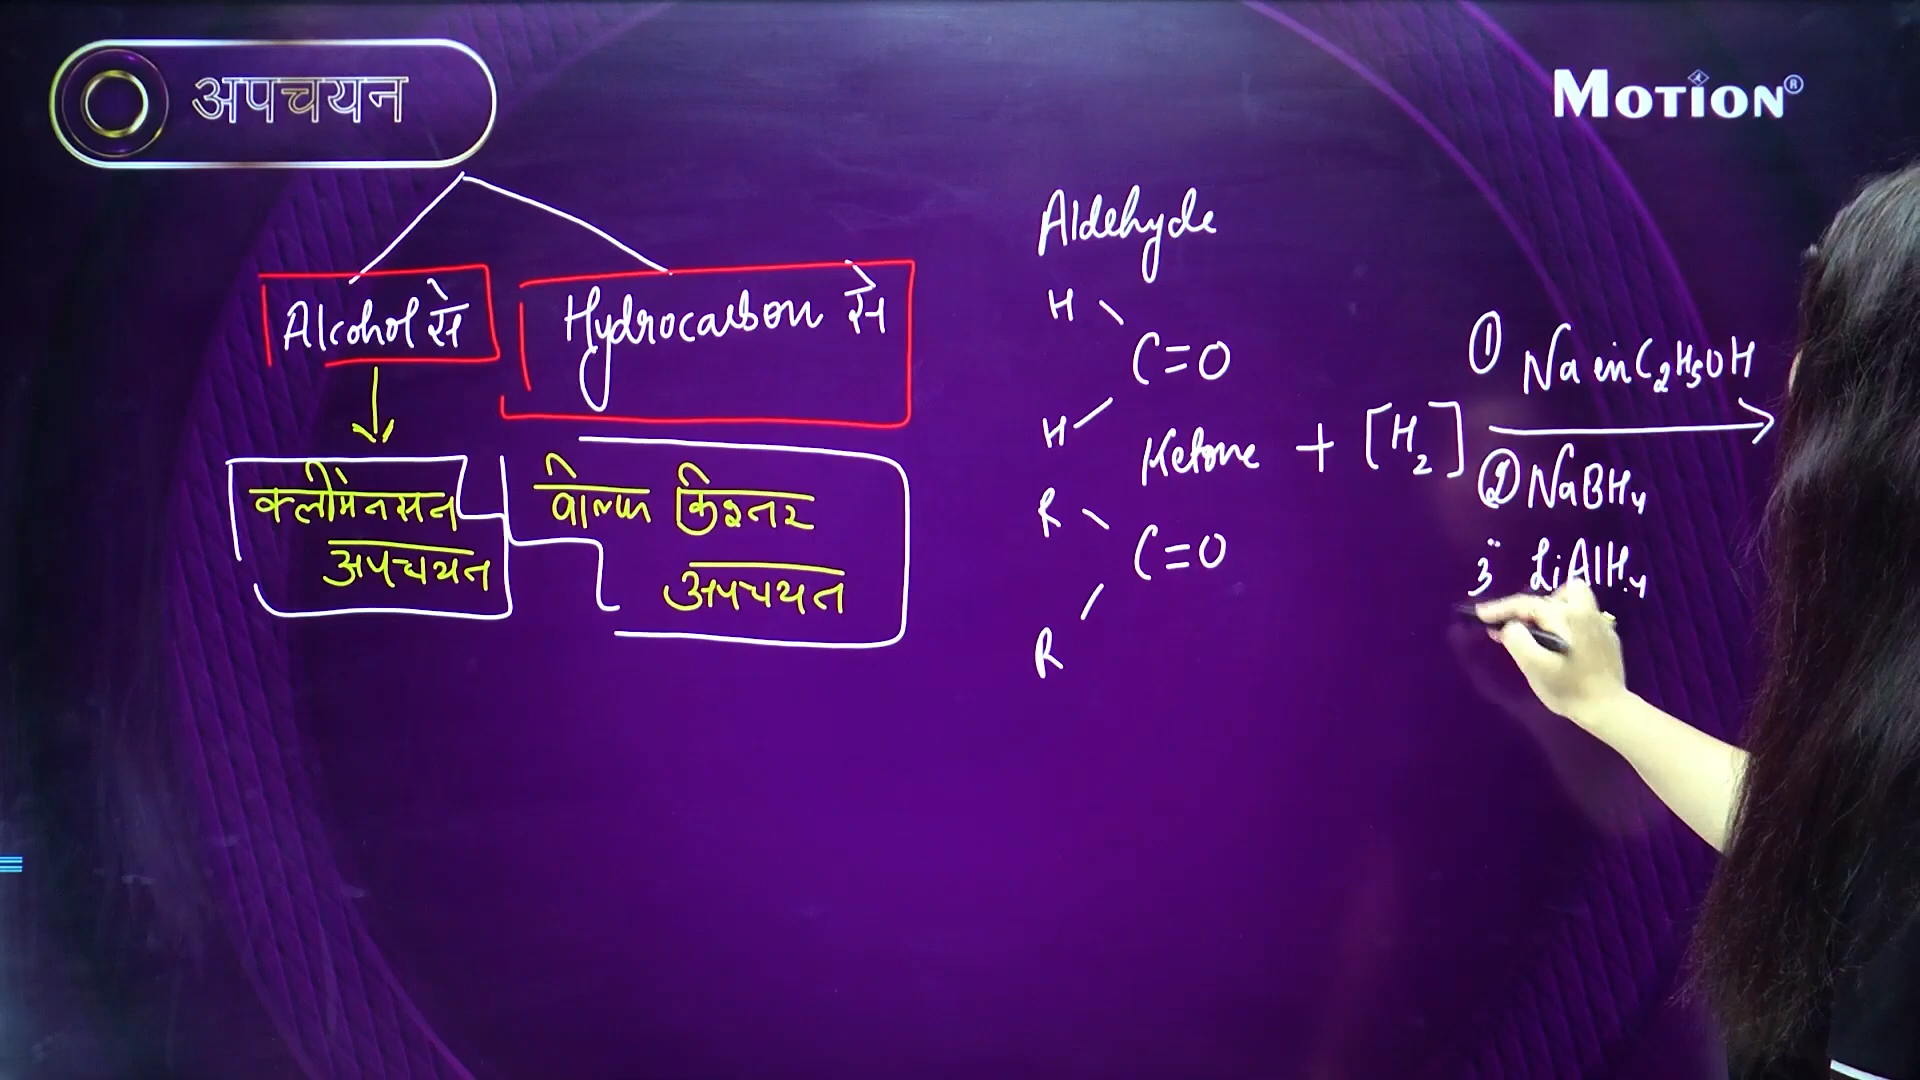 अपचयन
MOTION®
Alcohol से
Hydrocarbon से
क्लीमेनसन
अपचयन
वोल्फ किश्नर
अपचयन
Aldehyde
H
C=O
H
Ketone + [H2]
R
C=O
R
① Na in C2H5OH
② NaBH4
3 LiAlH4